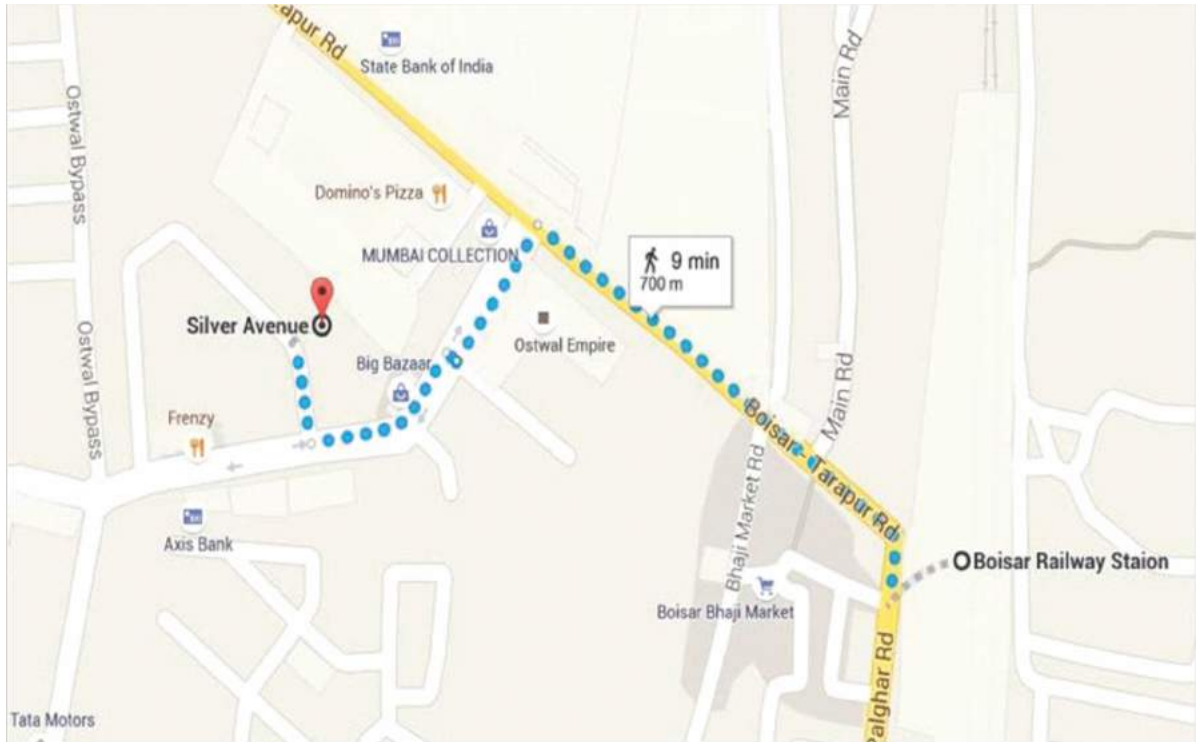 arapur Rd
State Bank of India
Main Rd
Ostwal Bypass
Domino's Pizza
MUMBAI COLLECTION
9 min
700 m
Silver Avenue
Ostwal Empire
Ostwal Bypass
Big Bazaar
Main Rd
Frenzy
Boisar - Tarapur Rd
Bhaji Market Rd
Axis Bank
Boisar Railway Staion
Boisar Bhaji Market
Palghar Rd
Tata Motors